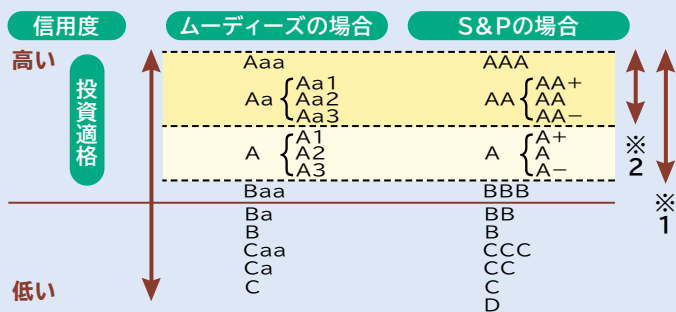 信用度 ムーディーズの場合 S&Pの場合
高い
投資適格
Aaa AAA
Aa1 AA+
Aa Aa2 AA AA
Aa3 AA−
A1 A+
A A2 A A
A3 A−
Baa BBB
Ba BB
B B
Caa CCC
Ca CC
C C
D
低い
※2
※1